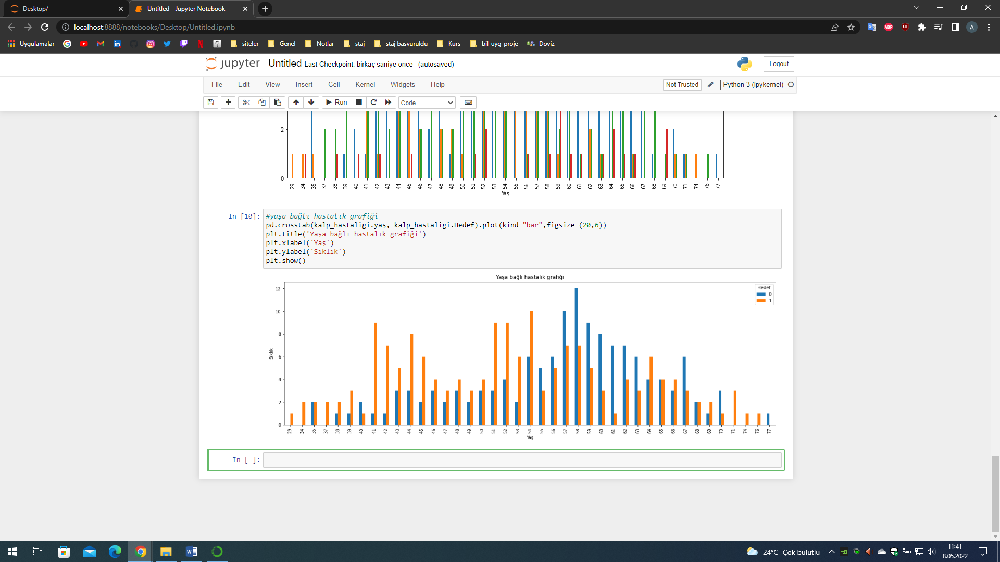 Desktop/
Untitled - Jupyter Notebook
localhost:8888/notebooks/Desktop/Untitled.ipynb
ABP
A
Uygulamalar
siteler
Genel
Notlar
staj
staj basvuruldu
Kurs
bil-uyg-proje
Döviz
jupyter Untitled Last Checkpoint: birkaç saniye önce (autosaved)
Logout
File Edit View Insert Cell Kernel Widgets Help
Not Trusted
Python 3 (ipykernel)
Run
Code
2
0
29 34 35 37 38 39 40 41 42 43 44 45 46 47 48 49 50 51 52 53 54 55 56 57 58 59 60 61 62 63 64 65 66 67 68 69 70 71 74 76 77
Yaş
In [10]:
#yaşa bağlı hastalık grafiği
pd.crosstab(kalp_hastaligi.yaş, kalp_hastaligi.Hedef).plot(kind="bar",figsize=(20,6))
plt.title('Yaşa bağlı hastalık grafiği')
plt.xlabel('Yaş')
plt.ylabel('Sıklık')
plt.show()
Yaşa bağlı hastalık grafiği
Hedef
0
1
12
10
8
6
4
2
0
Sıklık
29 34 35 37 38 39 40 41 42 43 44 45 46 47 48 49 50 51 52 53 54 55 56 57 58 59 60 61 62 63 64 65 66 67 68 69 70 71 74 76 77
Yaş
In [ ]:
24°C Çok bulutlu
11:41
8.05.2022